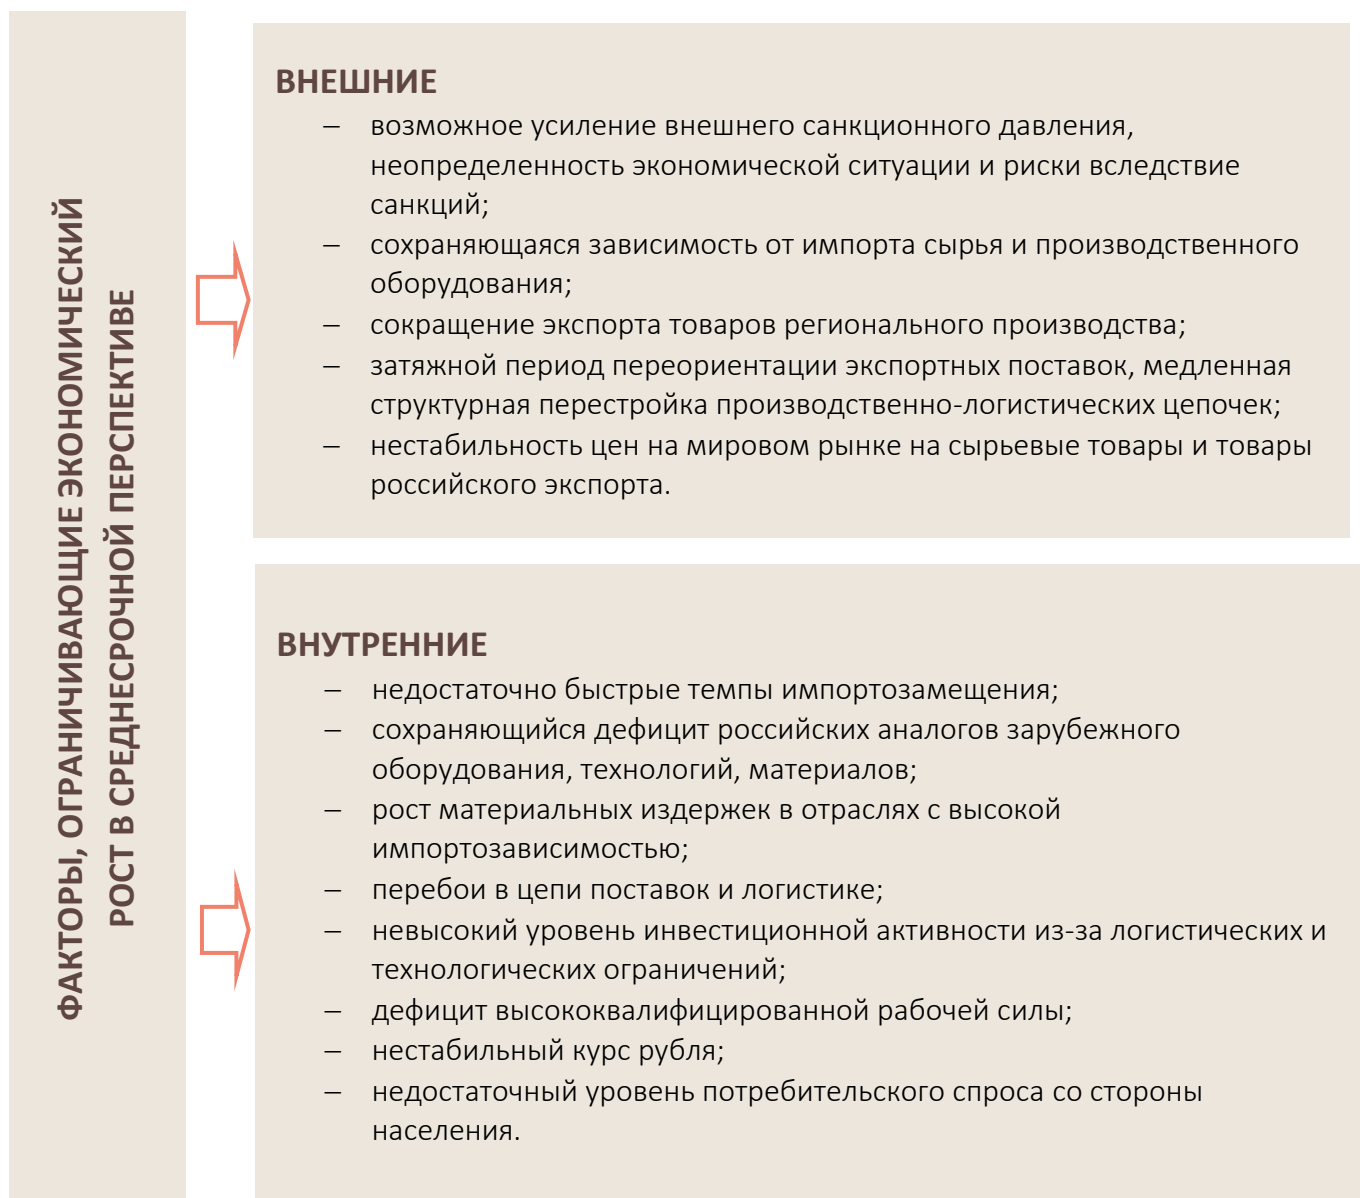 ФАКТОРЫ, ОГРАНИЧИВАЮЩИЕ ЭКОНОМИЧЕСКИЙ
РОСТ В СРЕДНЕСРОЧНОЙ ПЕРСПЕКТИВЕ
ВНЕШНИЕ
– возможное усиление внешнего санкционного давления,
неопределенность экономической ситуации и риски вследствие
санкций;
– сохраняющаяся зависимость от импорта сырья и производственного
оборудования;
– сокращение экспорта товаров регионального производства;
– затяжной период переориентации экспортных поставок, медленная
структурная перестройка производственно-логистических цепочек;
– нестабильность цен на мировом рынке на сырьевые товары и товары
российского экспорта.
ВНУТРЕННИЕ
– недостаточно быстрые темпы импортозамещения;
– сохраняющийся дефицит российских аналогов зарубежного
оборудования, технологий, материалов;
– рост материальных издержек в отраслях с высокой
импортозависимостью;
– перебои в цепи поставок и логистике;
– невысокий уровень инвестиционной активности из-за логистических и
технологических ограничений;
– дефицит высококвалифицированной рабочей силы;
– нестабильный курс рубля;
– недостаточный уровень потребительского спроса со стороны
населения.